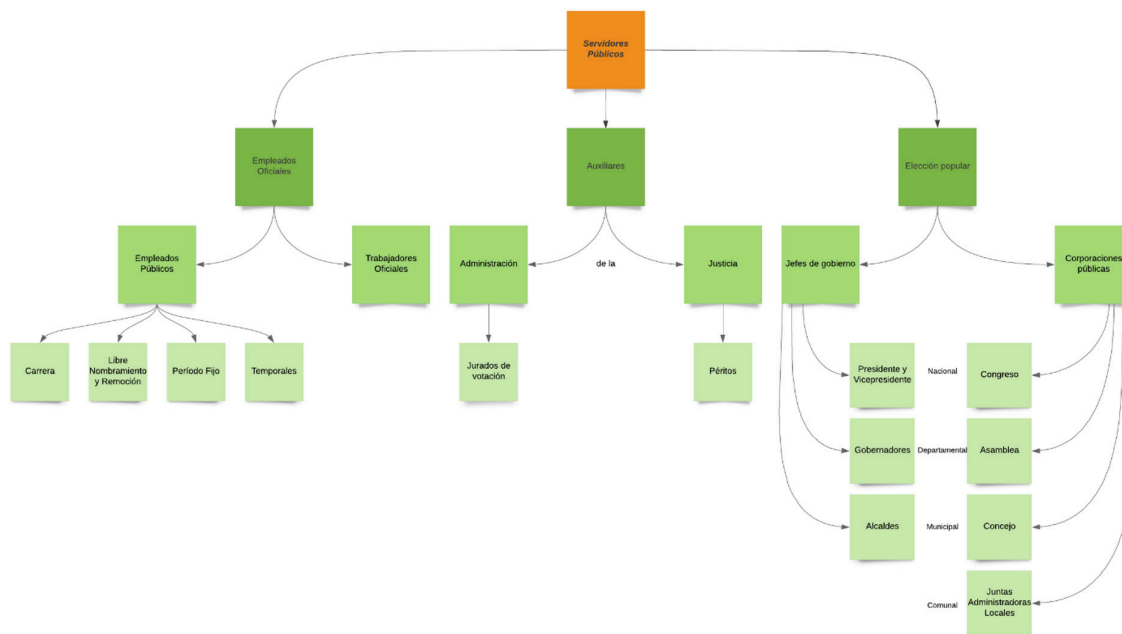 Servidores
Públicos
Empleados
Oficiales
Auxiliares
Elección popular
Empleados
Públicos
Trabajadores
Oficiales
Administración
de la
Justicia
Jefes de gobierno
Corporaciones
públicas
Carrera
Libre
Nombramiento
y Remoción
Período Fijo
Temporales
Jurados de
votación
Péritos
Presidente y
Vicepresidente
Nacional
Congreso
Gobernadores
Departamental
Asamblea
Alcaldes
Municipal
Concejo
Comunal
Juntas
Administradoras
Locales